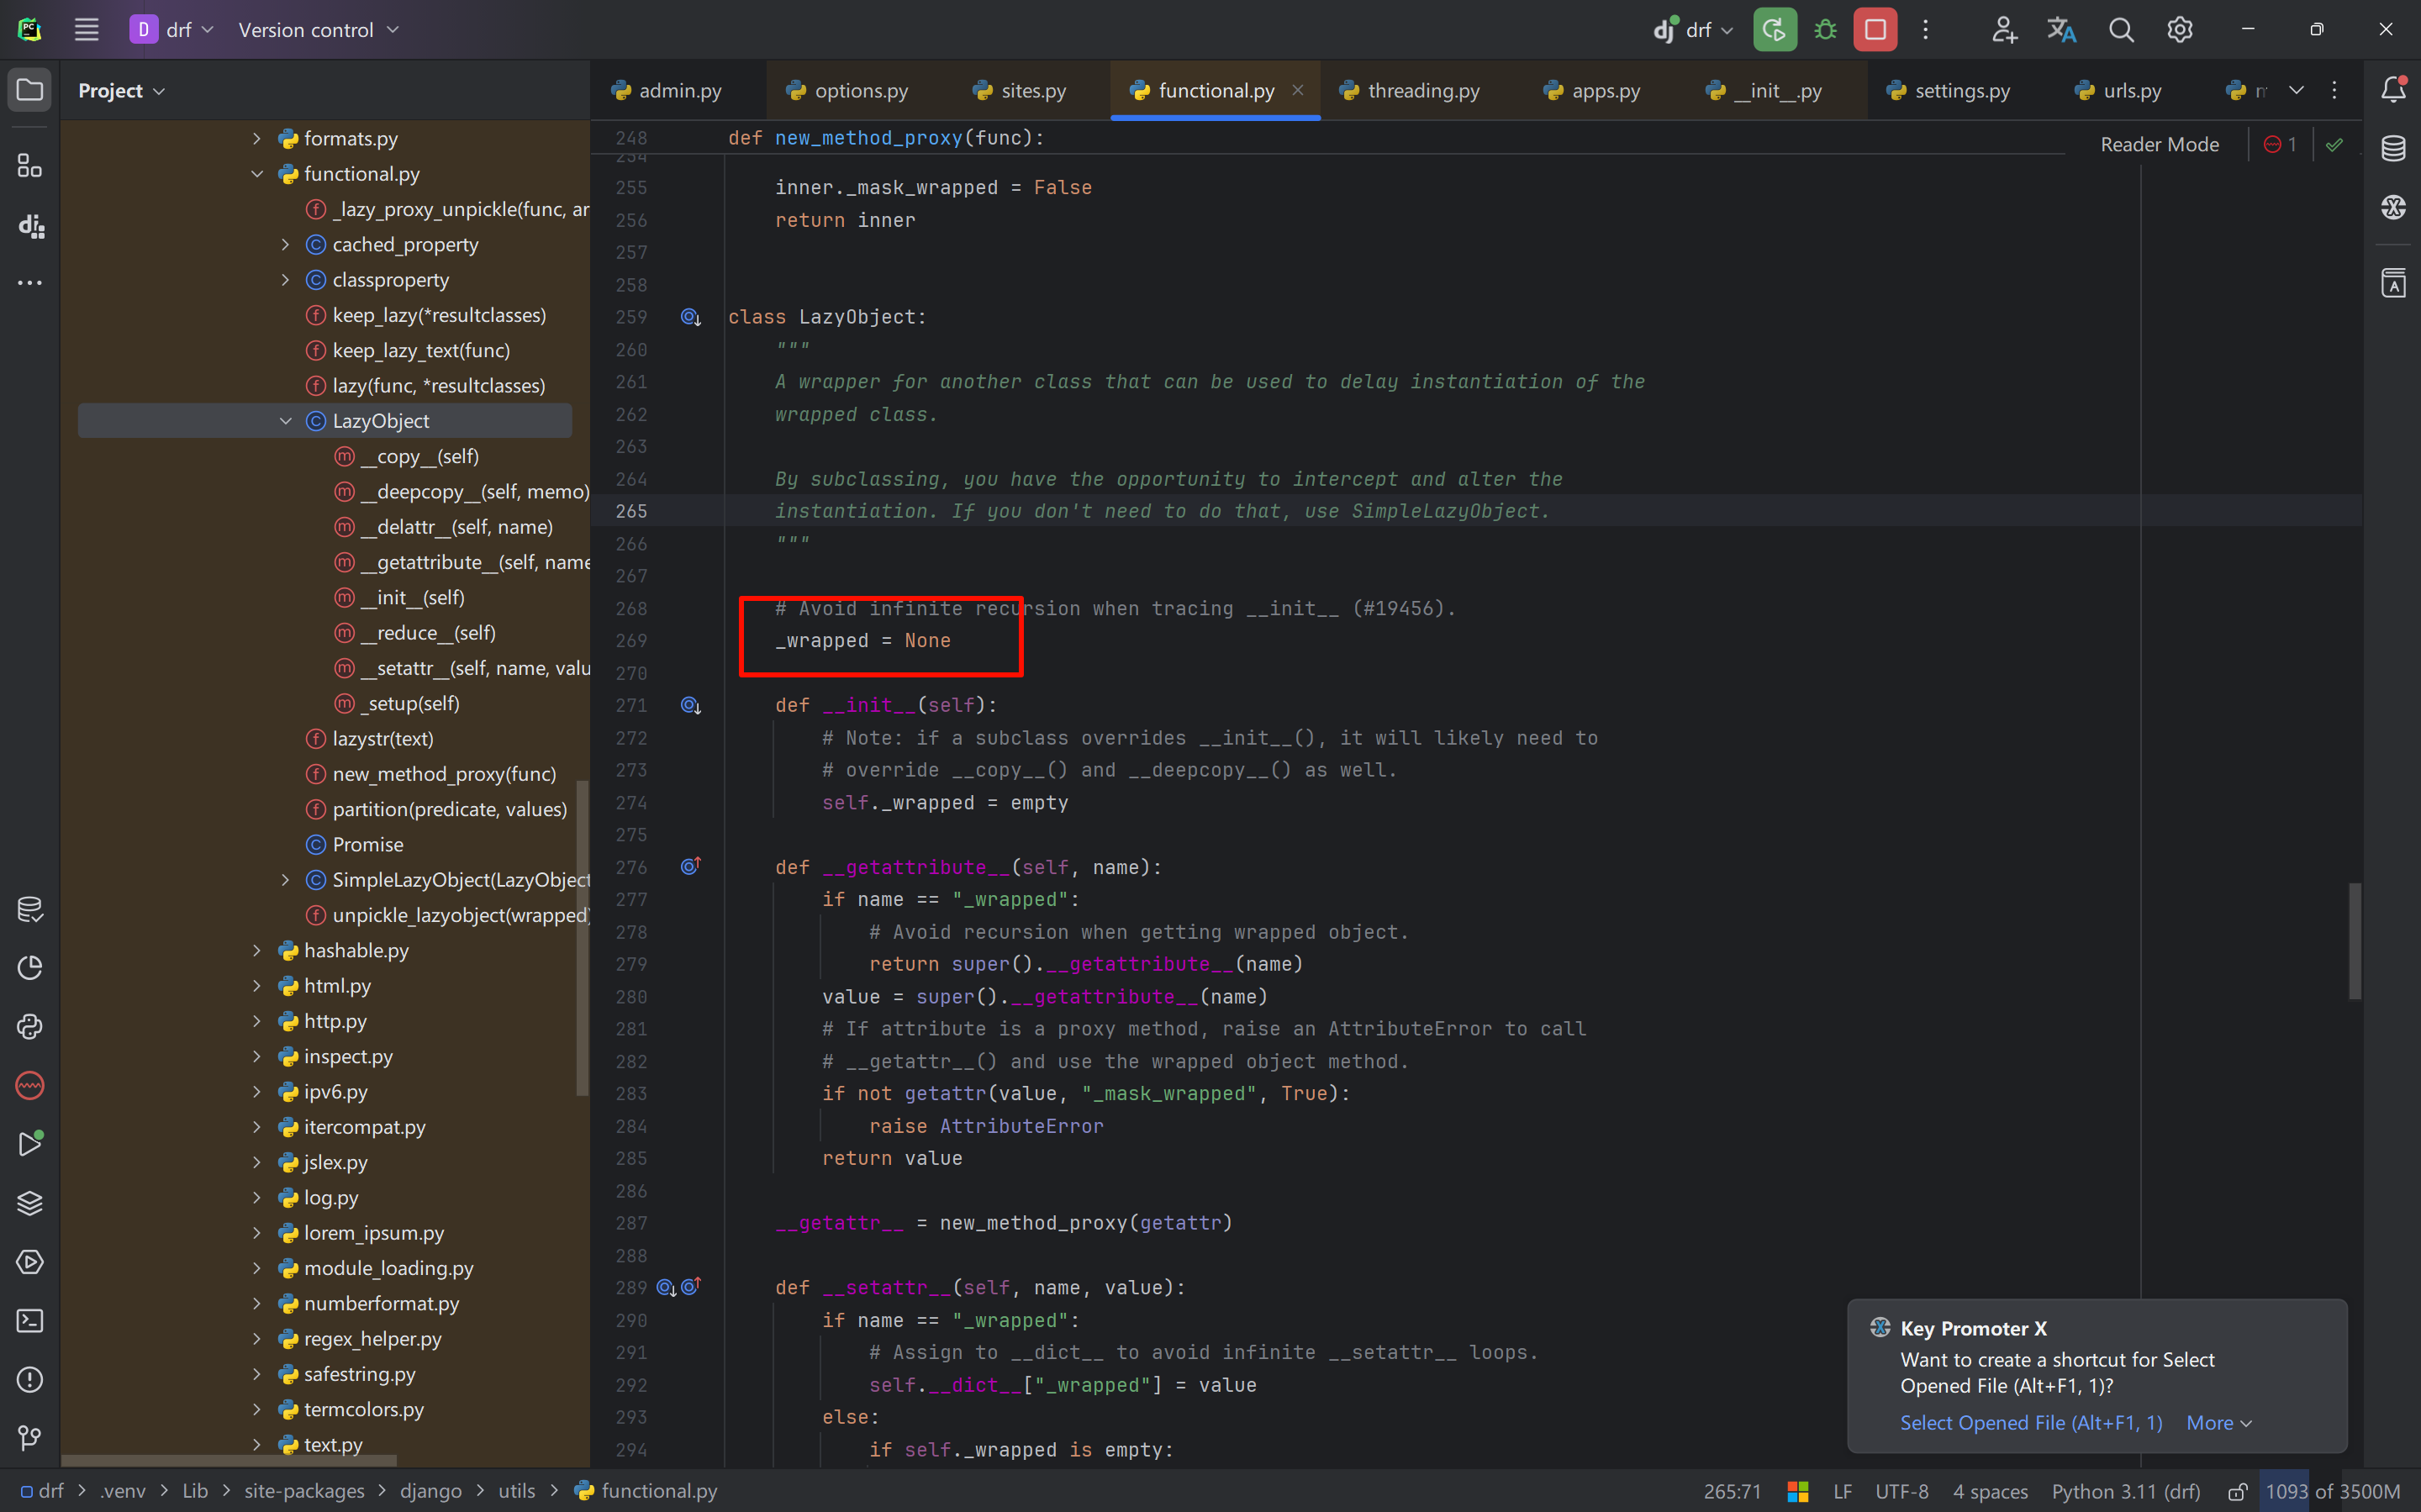 PC
D
drf
Version control
dj
drf
Project
admin.py
options.py
sites.py
functional.py
threading.py
apps.py
__init__.py
settings.py
urls.py
formats.py
functional.py
_lazy_proxy_unpickle(func, ar
cached_property
classproperty
keep_lazy(*resultclasses)
keep_lazy_text(func)
lazy(func, *resultclasses)
LazyObject
__copy__(self)
__deepcopy__(self, memo)
__delattr__(self, name)
__getattribute__(self, name
__init__(self)
__reduce__(self)
__setattr__(self, name, valu
_setup(self)
lazystr(text)
new_method_proxy(func)
partition(predicate, values)
Promise
SimpleLazyObject(LazyObject
unpickle_lazyobject(wrapped)
hashable.py
html.py
http.py
inspect.py
ipv6.py
itercompat.py
jslex.py
log.py
lorem_ipsum.py
module_loading.py
numberformat.py
regex_helper.py
safestring.py
termcolors.py
text.py
248 def new_method_proxy(func):
Reader Mode
1
254
255 inner._mask_wrapped = False
256 return inner
257
258
259 class LazyObject:
260 """
261 A wrapper for another class that can be used to delay instantiation of the
262 wrapped class.
263
264 By subclassing, you have the opportunity to intercept and alter the
265 instantiation. If you don't need to do that, use SimpleLazyObject.
266 """
267
268 # Avoid infinite recursion when tracing __init__ (#19456).
269 _wrapped = None
270
271 def __init__(self):
272 # Note: if a subclass overrides __init__(), it will likely need to
273 # override __copy__() and __deepcopy__() as well.
274 self._wrapped = empty
275
276 def __getattribute__(self, name):
277 if name == "_wrapped":
278 # Avoid recursion when getting wrapped object.
279 return super().__getattribute__(name)
280 value = super().__getattribute__(name)
281 # If attribute is a proxy method, raise an AttributeError to call
282 # __getattr__() and use the wrapped object method.
283 if not getattr(value, "_mask_wrapped", True):
284 raise AttributeError
285 return value
286
287 __getattr__ = new_method_proxy(getattr)
288
289 def __setattr__(self, name, value):
290 if name == "_wrapped":
291 # Assign to __dict__ to avoid infinite __setattr__ loops.
292 self.__dict__["_wrapped"] = value
293 else:
294 if self._wrapped is empty:
Key Promoter X
Want to create a shortcut for Select
Opened File (Alt+F1, 1)?
Select Opened File (Alt+F1, 1) More
drf > .venv > Lib > site-packages > django > utils > functional.py
265:71 LF UTF-8 4 spaces Python 3.11 (drf) 1093 of 3500M